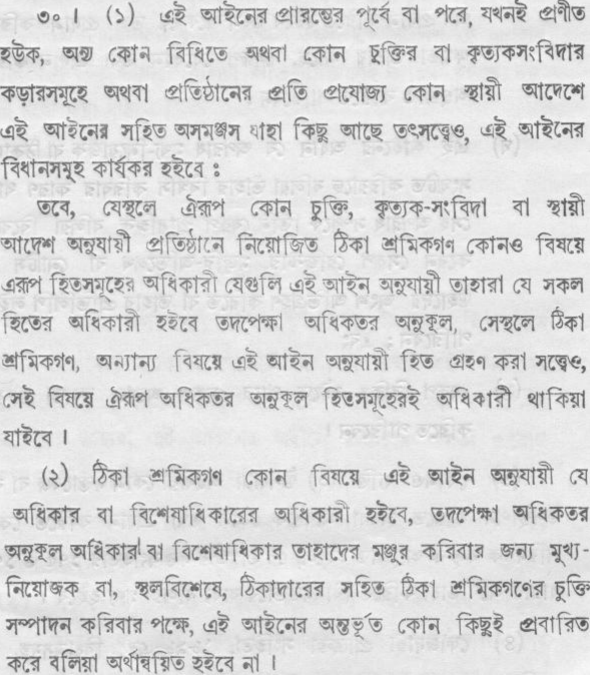 ৩০। (১) এই আইনের প্রারম্ভের পূর্বে বা পরে, যখনই প্রণীত
হউক, অন্য কোন বিধিতে অথবা কোন চুক্তির বা কৃত্যকসংবিদার
কড়ারসমূহে অথবা প্রতিষ্ঠানের প্রতি প্রযোজ্য কোন স্থায়ী আদেশে
এই আইনের সহিত অসমঞ্জস যাহা কিছু আছে তৎসত্ত্বেও, এই আইনের
বিধানসমূহ কার্যকর হইবে :
তবে, যেস্থলে ঐরূপ কোন চুক্তি, কৃত্যক-সংবিদা বা স্থায়ী
আদেশ অনুযায়ী প্রতিষ্ঠানে নিয়োজিত ঠিকা শ্রমিকগণ কোনও বিষয়ে
এরূপ হিতসমূহের অধিকারী যেগুলি এই আইন অনুযায়ী তাহারা যে সকল
হিতের অধিকারী হইবে তদপেক্ষা অধিকতর অনুকূল, সেস্থলে ঠিকা
শ্রমিকগণ, অন্যান্য বিষয়ে এই আইন অনুযায়ী হিত গ্রহণ করা সত্ত্বেও,
সেই বিষয়ে ঐরূপ অধিকতর অনুকূল হিতসমূহেরই অধিকারী থাকিয়া
যাইবে।
(২) ঠিকা শ্রমিকগণ কোন বিষয়ে এই আইন অনুযায়ী যে
অধিকার বা বিশেষাধিকারের অধিকারী হইবে, তদপেক্ষা অধিকতর
অনুকূল অধিকার বা বিশেষাধিকার তাহাদের মঞ্জুর করিবার জন্য মুখ্য-
নিয়োজক বা, স্থলবিশেষে, ঠিকাদারের সহিত ঠিকা শ্রমিকগণের চুক্তি
সম্পাদন করিবার পক্ষে, এই আইনের অন্তর্ভূত কোন কিছুই প্রবারিত
করে বলিয়া অর্থান্বয়িত হইবে না।